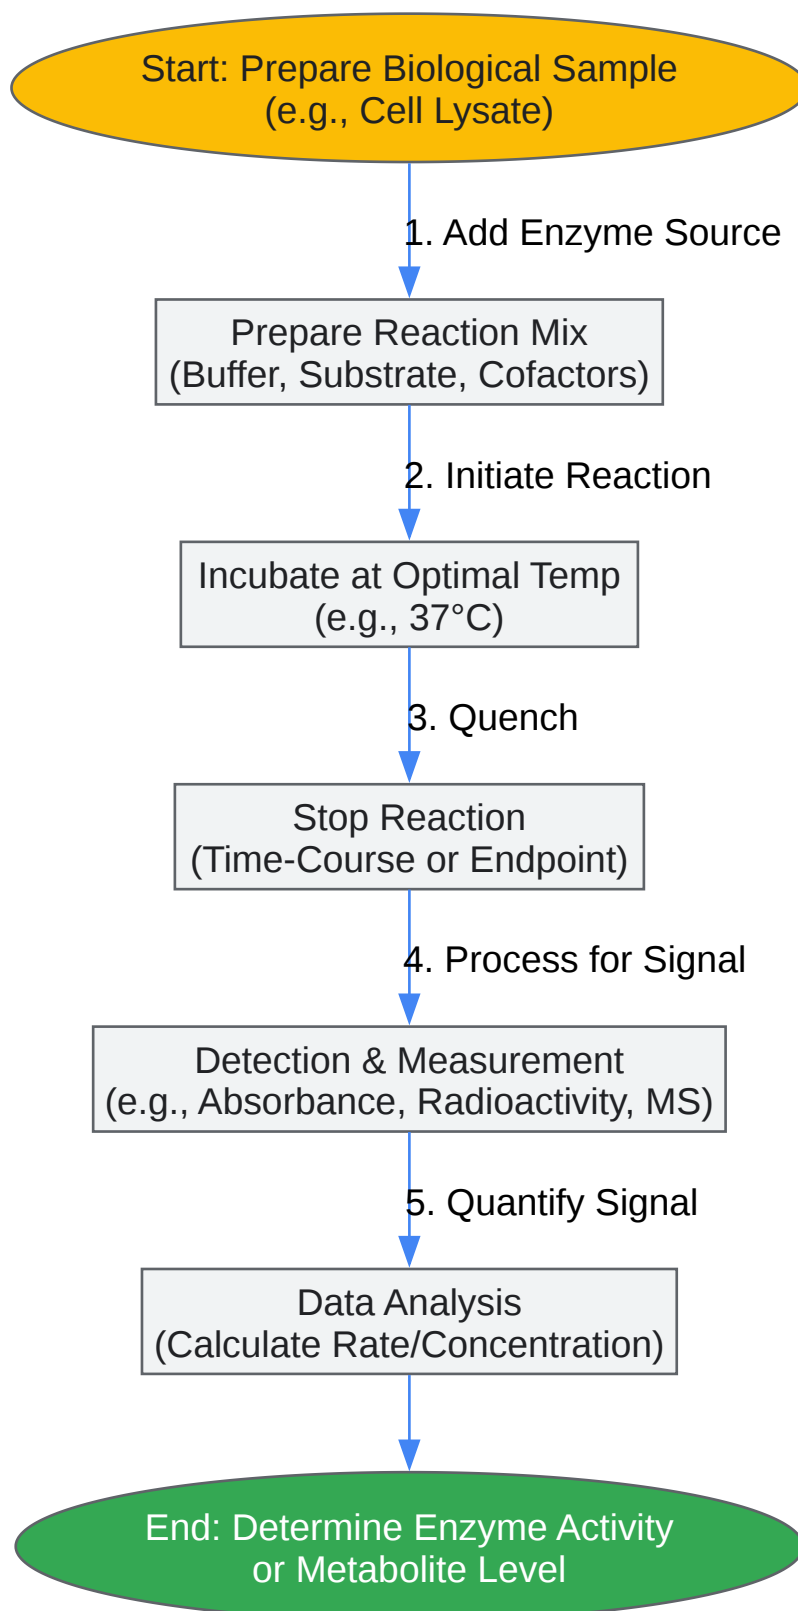 Start: Prepare Biological Sample
(e.g., Cell Lysate)
1. Add Enzyme Source
Prepare Reaction Mix
(Buffer, Substrate, Cofactors)
2. Initiate Reaction
Incubate at Optimal Temp
(e.g., 37°C)
3. Quench
Stop Reaction
(Time-Course or Endpoint)
4. Process for Signal
Detection & Measurement
(e.g., Absorbance, Radioactivity, MS)
5. Quantify Signal
Data Analysis
(Calculate Rate/Concentration)
End: Determine Enzyme Activity
or Metabolite Level